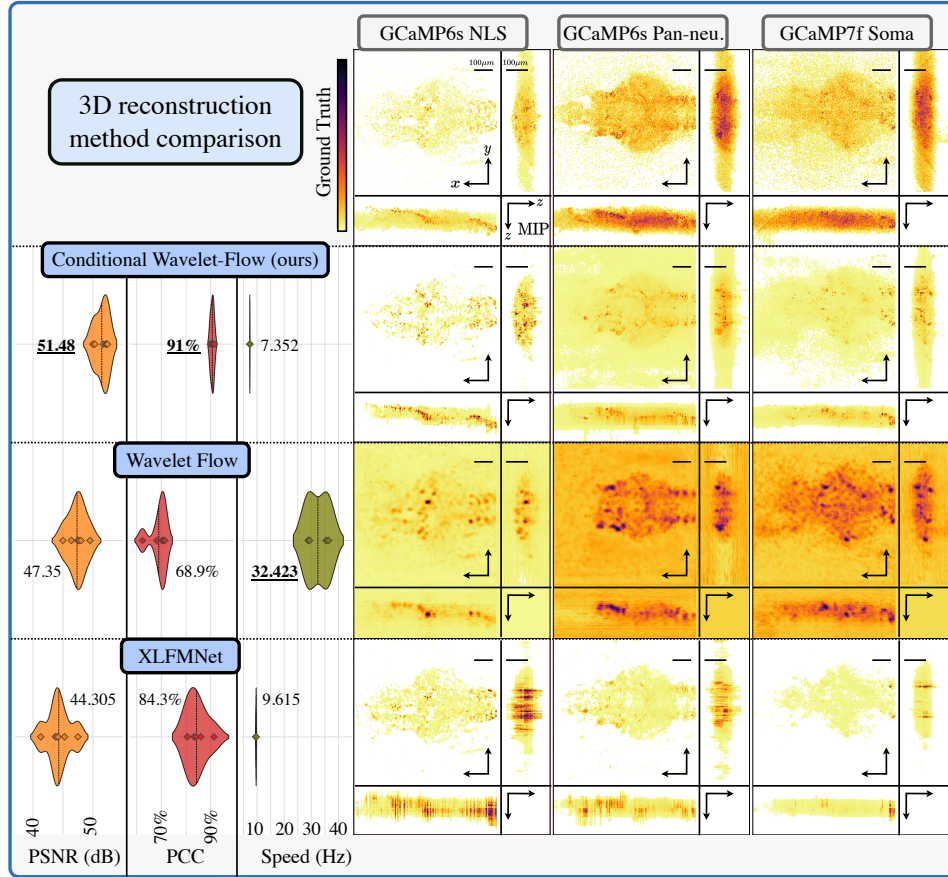 GCaMP6s NLS
GCaMP6s Pan-neu.
GCaMP7f Soma
3D reconstruction
method comparison
Ground Truth
100μm
100μm
y
x
z
z MIP
Conditional Wavelet-Flow (ours)
51.48
91%
7.352
Wavelet Flow
47.35
68.9%
32.423
XLFMNet
44.305
84.3%
9.615
40
50
70%
90%
10 20 30 40
PSNR (dB)
PCC
Speed (Hz)